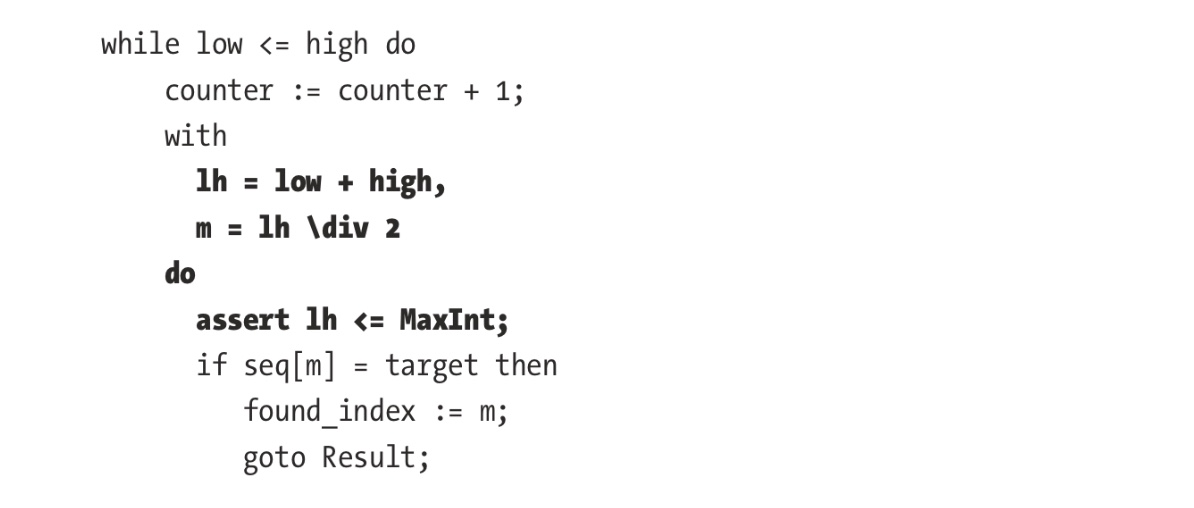 while low <= high do
counter := counter + 1;
with
lh = low + high,
m = lh \div 2
do
assert lh <= MaxInt;
if seq[m] = target then
found_index := m;
goto Result;